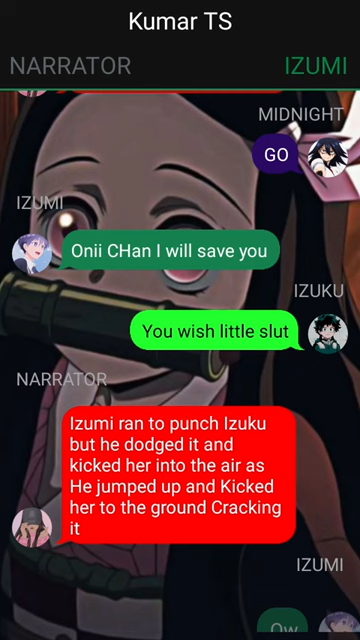 Kumar TS
NARRATOR
IZUMI
MIDNIGHT
GO
IZUMI
Onii CHan I will save you
IZUKU
You wish little slut
NARRATOR
Izumi ran to punch Izuku
but he dodged it and
kicked her into the air as
He jumped up and Kicked
her to the ground Cracking
it
IZUMI
Ow